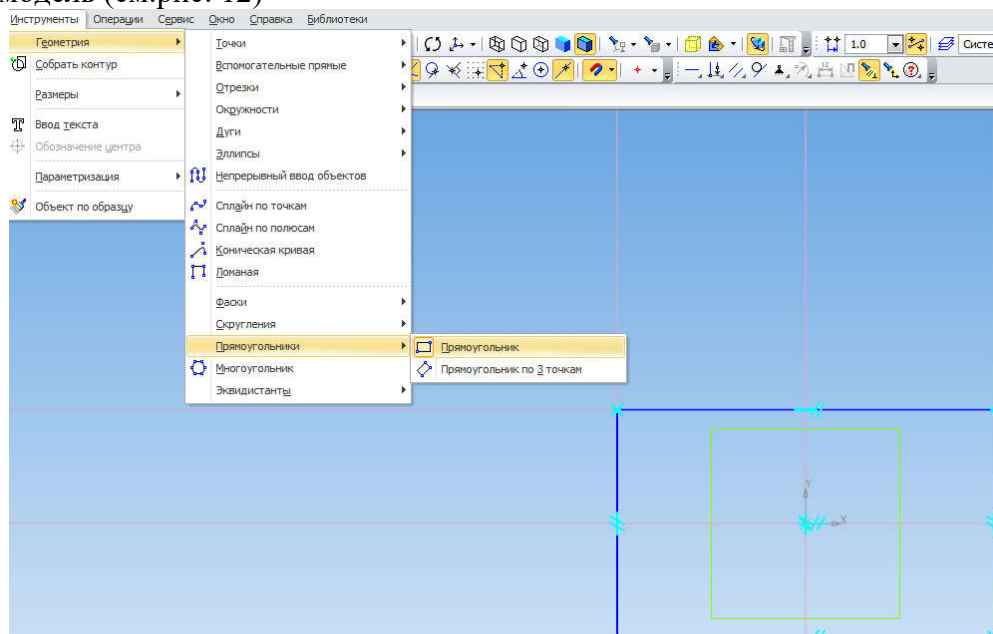 модель (см.рис. 12)
Инструменты Операции Сервис Окно Справка Библиотеки
Геометрия
Собрать контур
Размеры
Ввод текста
Обозначение центра
Параметризация
Объект по образцу
Точки
Вспомогательные прямые
Отрезки
Окружности
Дуги
Эллипсы
Непрерывный ввод объектов
Сплайн по точкам
Сплайн по полюсам
Коническая кривая
Ломаная
Фаски
Скругления
Прямоугольники
Многоугольник
Эквидистанты
Прямоугольник
Прямоугольник по 3 точкам
1.0
Систе
Y
X